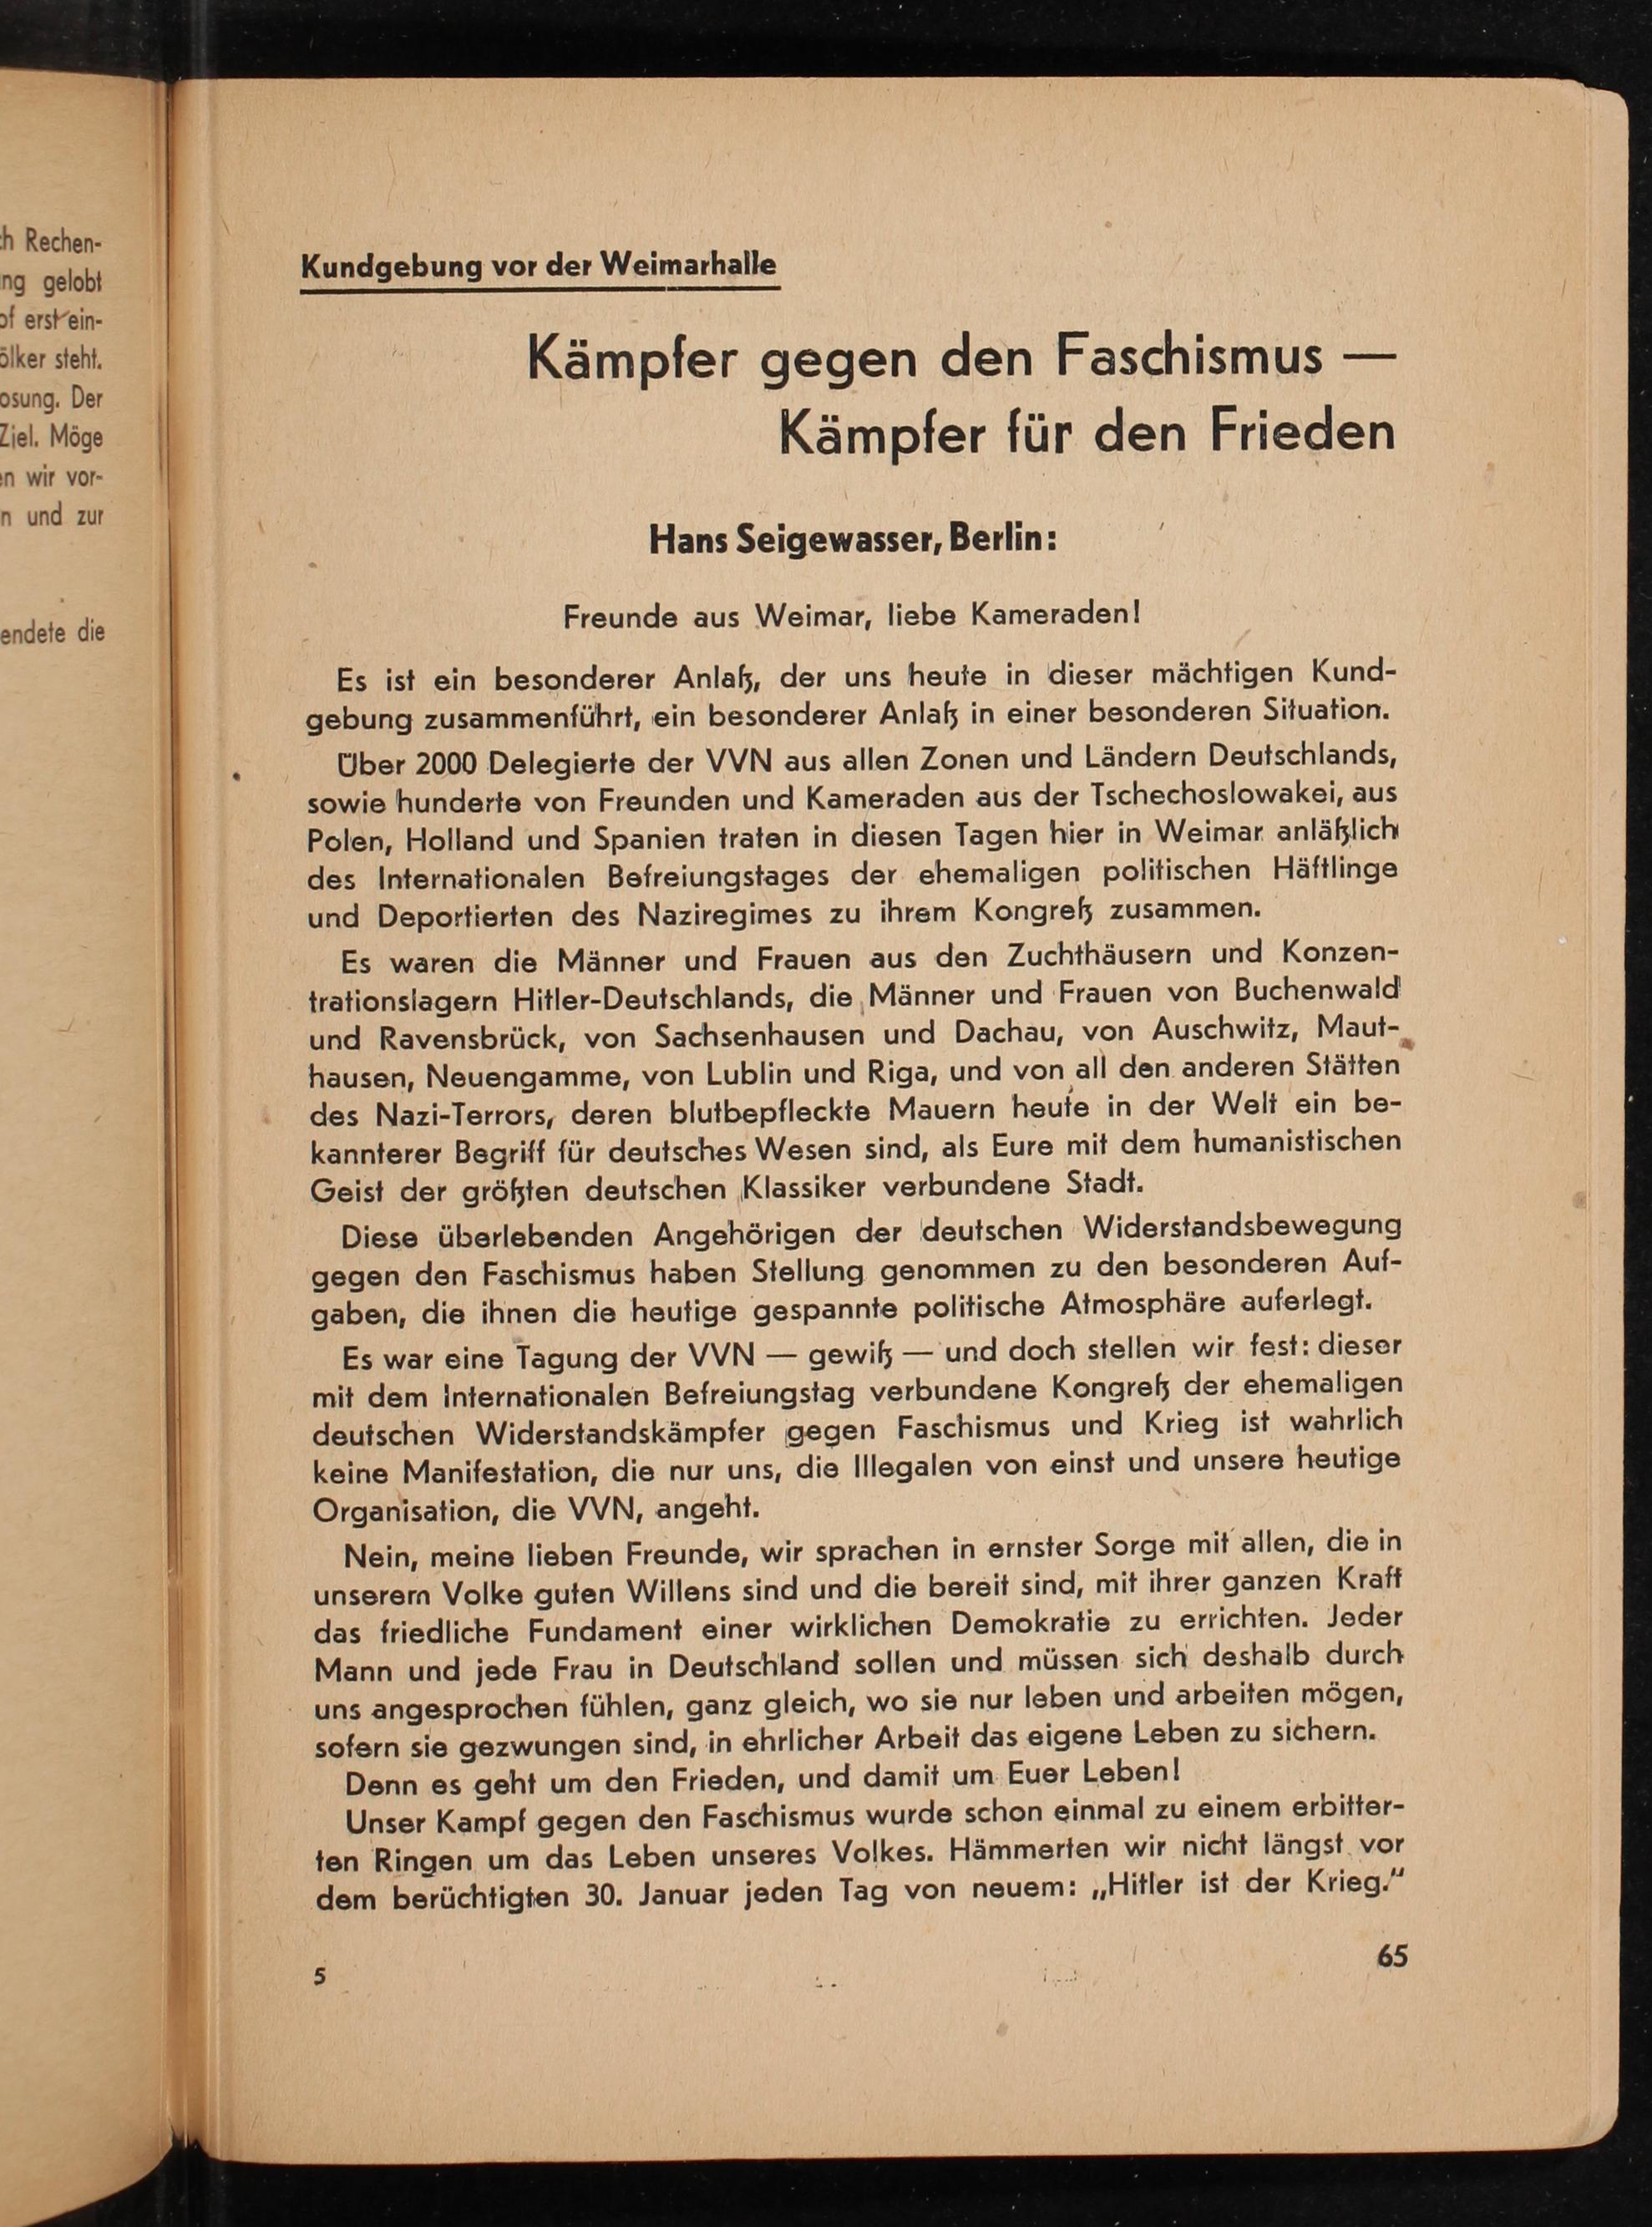 h Rechen-
ng gelobt
of erst ein-
ölker steht.
osung. Der
Ziel. Möge
en wir vor-
n und zur
endete die
Kundgebung vor der Weimarhalle
Kämpfer gegen den Faschismus —
Kämpfer für den Frieden
Hans Seigewasser, Berlin:
Freunde aus Weimar, liebe Kameraden!
Es ist ein besonderer Anlaß, der uns heute in dieser mächtigen Kund-
gebung zusammenführt, ein besonderer Anlaß in einer besonderen Situation.
Über 2000 Delegierte der VVN aus allen Zonen und Ländern Deutschlands,
sowie hunderte von Freunden und Kameraden aus der Tschechoslowakei, aus
Polen, Holland und Spanien traten in diesen Tagen hier in Weimar anläßlich
des Internationalen Befreiungstages der ehemaligen politischen Häftlinge
und Deportierten des Naziregimes zu ihrem Kongreß zusammen.
Es waren die Männer und Frauen aus den Zuchthäusern und Konzen-
trationslagern Hitler-Deutschlands, die Männer und Frauen von Buchenwald
und Ravensbrück, von Sachsenhausen und Dachau, von Auschwitz, Maut-
hausen, Neuengamme, von Lublin und Riga, und von all den anderen Stätten
des Nazi-Terrors, deren blutbepfleckte Mauern heute in der Welt ein be-
kannterer Begriff für deutsches Wesen sind, als Eure mit dem humanistischen
Geist der größten deutschen Klassiker verbundene Stadt.
Diese überlebenden Angehörigen der deutschen Widerstandsbewegung
gegen den Faschismus haben Stellung genommen zu den besonderen Auf-
gaben, die ihnen die heutige gespannte politische Atmosphäre auferlegt.
Es war eine Tagung der VVN — gewiß — und doch stellen wir fest: dieser
mit dem Internationalen Befreiungstag verbundene Kongreß der ehemaligen
deutschen Widerstandskämpfer gegen Faschismus und Krieg ist wahrlich
keine Manifestation, die nur uns, die Illegalen von einst und unsere heutige
Organisation, die VVN, angeht.
Nein, meine lieben Freunde, wir sprachen in ernster Sorge mit allen, die in
unserem Volke guten Willens sind und die bereit sind, mit ihrer ganzen Kraft
das friedliche Fundament einer wirklichen Demokratie zu errichten. Jeder
Mann und jede Frau in Deutschland sollen und müssen sich deshalb durch
uns angesprochen fühlen, ganz gleich, wo sie nur leben und arbeiten mögen,
sofern sie gezwungen sind, in ehrlicher Arbeit das eigene Leben zu sichern.
Denn es geht um den Frieden, und damit um Euer Leben!
Unser Kampf gegen den Faschismus wurde schon einmal zu einem erbitter-
ten Ringen um das Leben unseres Volkes. Hämmerten wir nicht längst vor
dem berüchtigten 30. Januar jeden Tag von neuem: „Hitler ist der Krieg.“
5
65